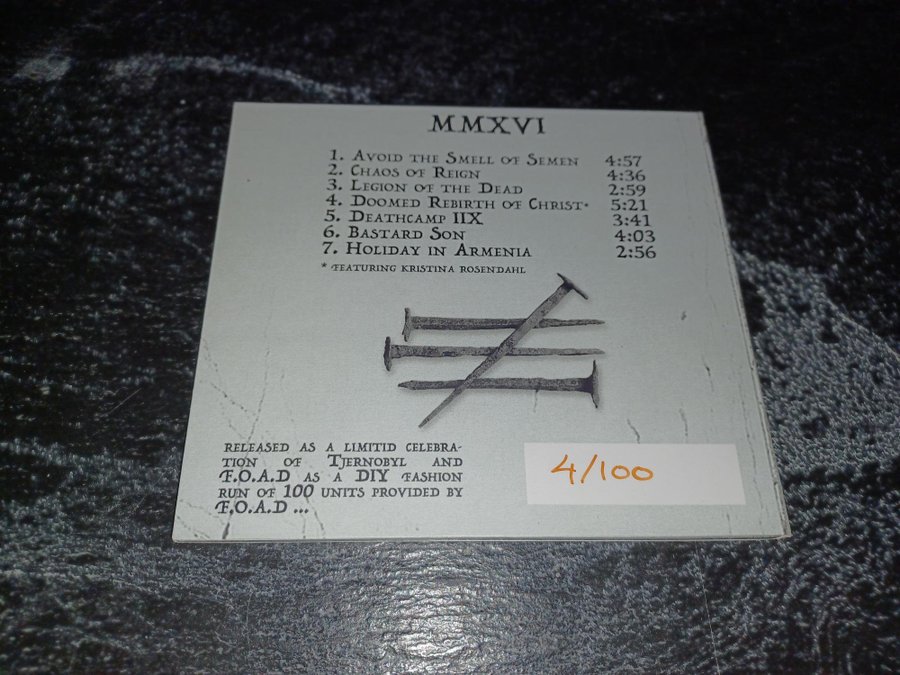 MMXVI
1. Avoid the Smell of Semen 4:57
2. Chaos of Reign 4:36
3. Legion of the Dead 2:59
4. Doomed Rebirth of Christ* 5:21
5. Deathcamp IIX 3:41
6. Bastard Son 4:03
7. Holiday in Armenia 2:56
* featuring kristina rosendahl
released as a limitid celebra-
tion of Tjernobyl and
F.O.A.D as a DIY fashion
run of 100 units provided by
F.O.A.D ...
4/100